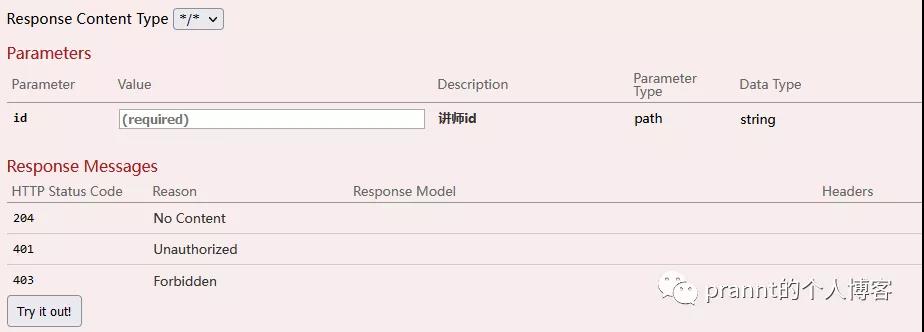 Response Content Type */*
Parameters
Parameter Value Description Parameter Type Data Type
id (required) 讲师id path string
Response Messages
HTTP Status Code Reason Response Model Headers
204 No Content
401 Unauthorized
403 Forbidden
Try it out!
prannt的个人博客